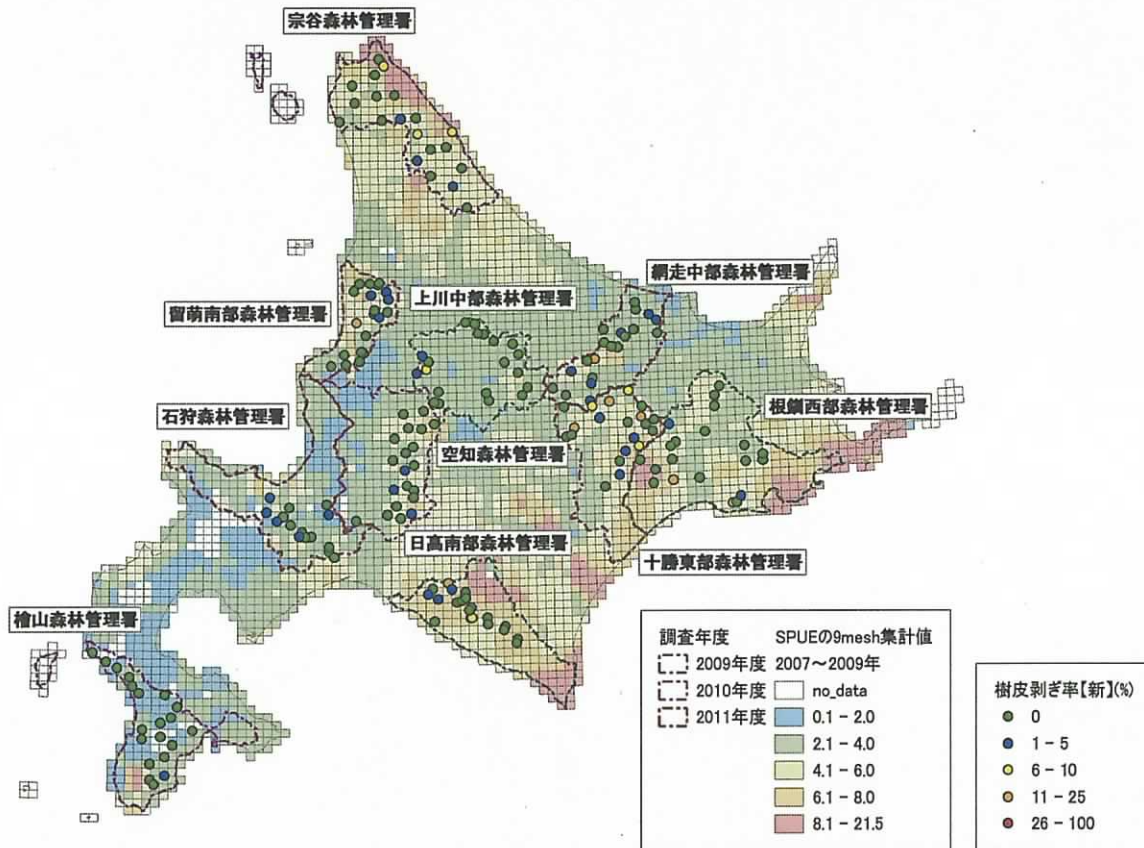 宗谷森林管理署
網走中部森林管理署
上川中部森林管理署
留萌南部森林管理署
石狩森林管理署
根釧西部森林管理署
空知森林管理署
日高南部森林管理署
十勝東部森林管理署
檜山森林管理署
調査年度
2009年度
2010年度
2011年度
SPUEの9mesh集計値
2007～2009年
no_data
0.1 - 2.0
2.1 - 4.0
4.1 - 6.0
6.1 - 8.0
8.1 - 21.5
樹皮剥ぎ率【新】(%)
0
1 - 5
6 - 10
11 - 25
26 - 100